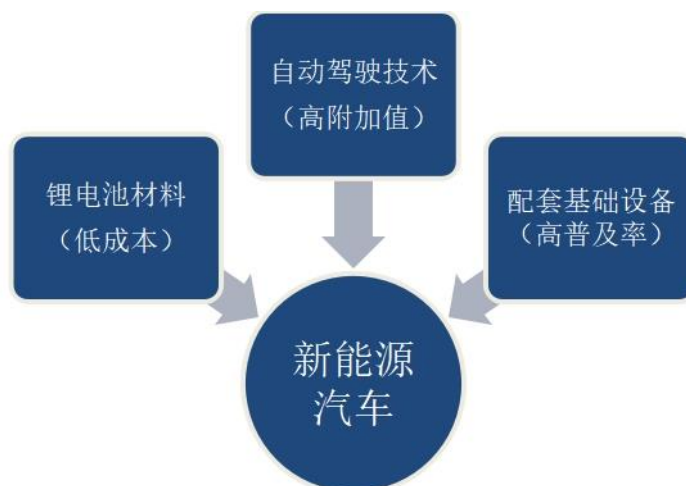 自动驾驶技术
（高附加值）
锂电池材料
（低成本）
配套基础设备
（高普及率）
新能源
汽车